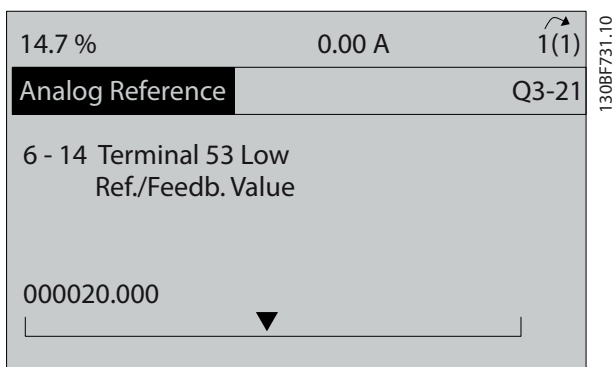 14.7 % 0.00 A 1(1)
Analog Reference Q3-21
6 - 14 Terminal 53 Low
Ref./Feedb. Value
000020.000
130BF731.10